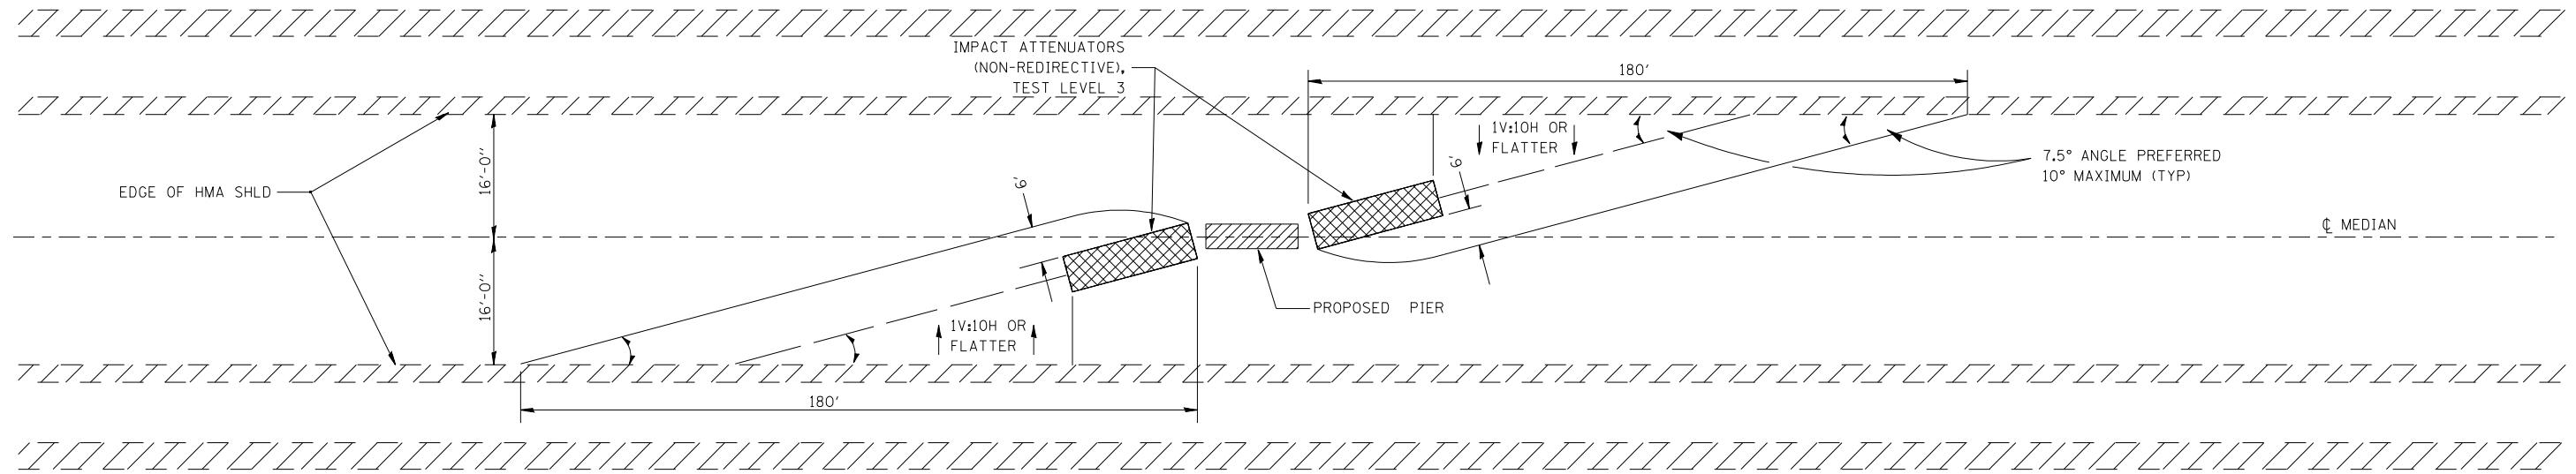 IMPACT ATTENUATORS
(NON-REDIRECTIVE),
TEST LEVEL 3
180'
1V:10H OR
FLATTER
7.5° ANGLE PREFERRED
10° MAXIMUM (TYP)
16'-0"
6'
6'
EDGE OF HMA SHLD
℄ MEDIAN
16'-0"
PROPOSED PIER
1V:10H OR
FLATTER
180'